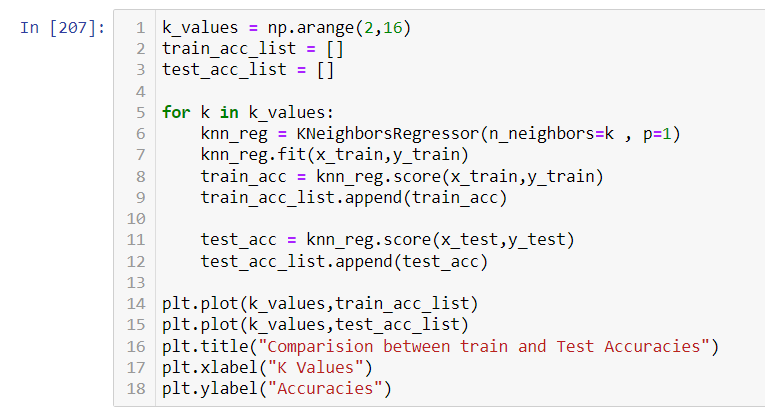 In [207]:
1 k_values = np.arange(2,16)
2 train_acc_list = []
3 test_acc_list = []
4
5 for k in k_values:
6     knn_reg = KNeighborsRegressor(n_neighbors=k , p=1)
7     knn_reg.fit(x_train,y_train)
8     train_acc = knn_reg.score(x_train,y_train)
9     train_acc_list.append(train_acc)
10
11     test_acc = knn_reg.score(x_test,y_test)
12     test_acc_list.append(test_acc)
13
14 plt.plot(k_values,train_acc_list)
15 plt.plot(k_values,test_acc_list)
16 plt.title("Comparision between train and Test Accuracies")
17 plt.xlabel("K Values")
18 plt.ylabel("Accuracies")